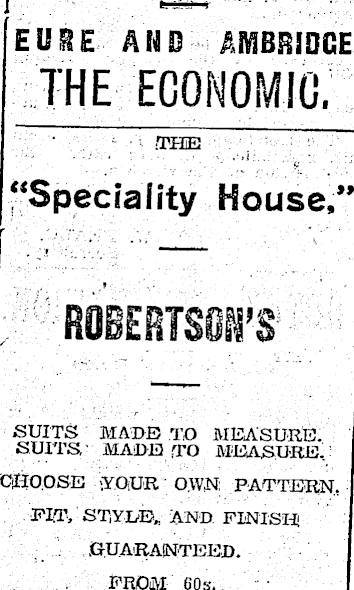 EURE AND AMBRIDGE
THE ECONOMIC.
THE
"Speciality House,"
ROBERTSON'S
SUITS MADE TO MEASURE.
SUITS, MADE TO MEASURE.
CHOOSE YOUR OWN PATTERN.
FIT, STYLE, AND FINISH
GUARANTEED.
FROM 60s.